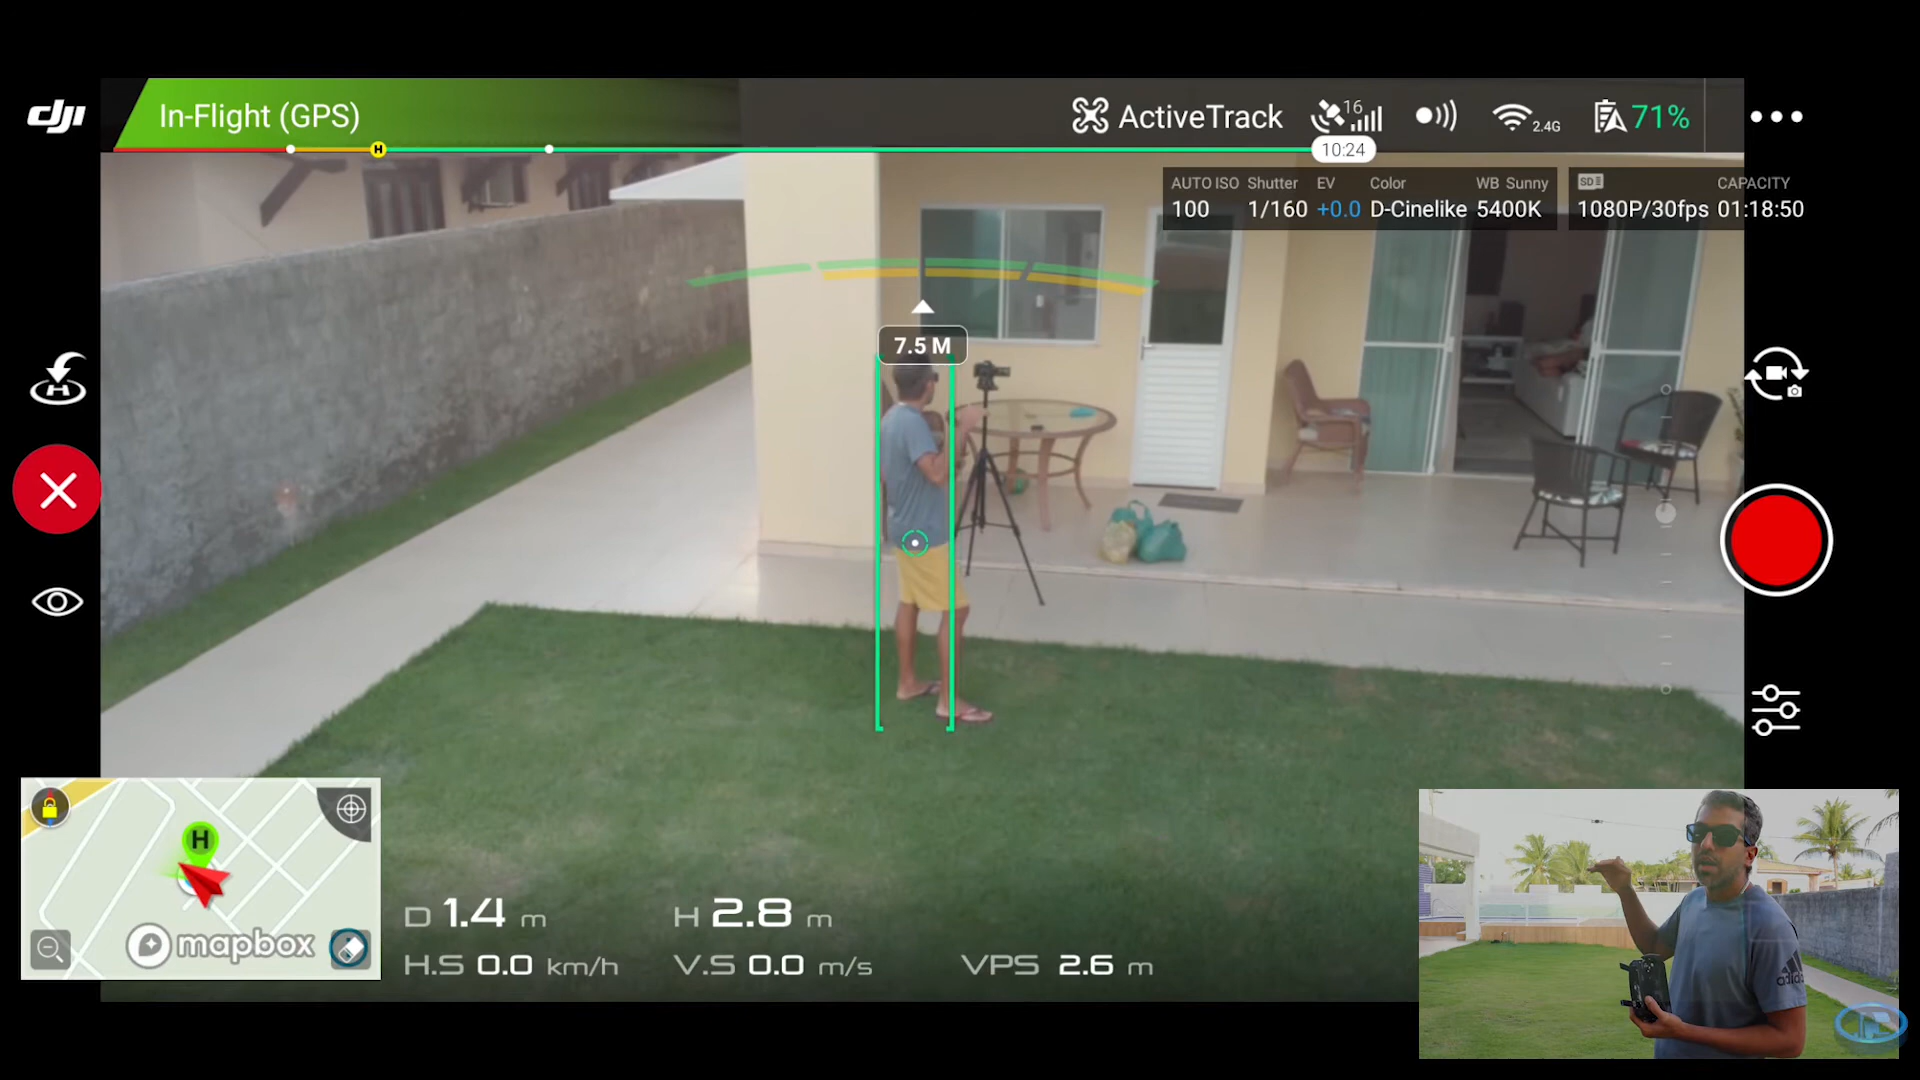 dji
In-Flight (GPS)
ActiveTrack
16
2.4G
71%
H
10:24
AUTO ISO Shutter EV Color WB Sunny
100 1/160 +0.0 D-Cinelike 5400K
SD CAPACITY
1080P/30fps 01:18:50
H
7.5 M
H
mapbox
D 1.4 m H 2.8 m
H.S 0.0 km/h V.S 0.0 m/s VPS 2.6 m
adidas